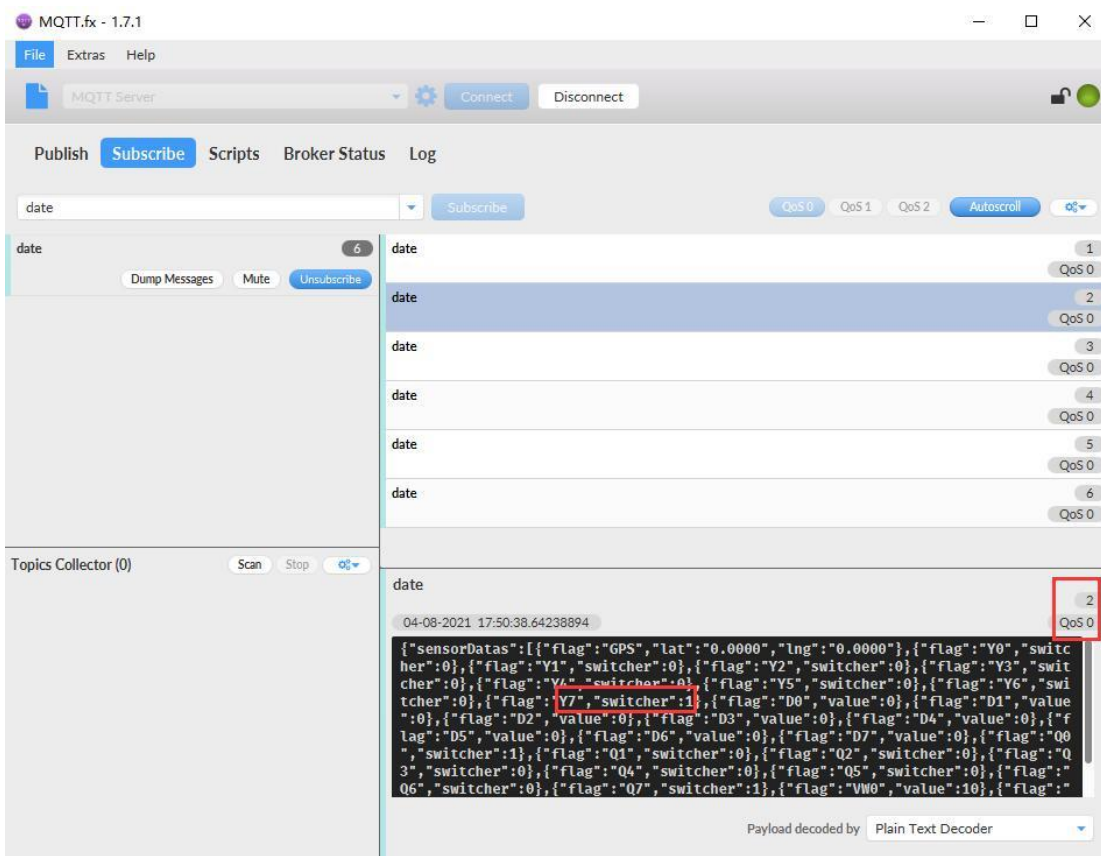 MQTT.fx - 1.7.1
File Extras Help
MQTT Server Connect Disconnect
Publish Subscribe Scripts Broker Status Log
date Subscribe QoS 0 QoS 1 QoS 2 Autoscroll
date 6
Dump Messages Mute Unsubscribe
date 1
QoS 0
date 2
QoS 0
date 3
QoS 0
date 4
QoS 0
date 5
QoS 0
date 6
QoS 0
Topics Collector (0) Scan Stop
date 2
04-08-2021 17:50:38.64238894 QoS 0
{"sensorDatas":[{"flag":"GPS","lat":"0.0000","lng":"0.0000"},{"flag":"Y0","switc
her":0},{"flag":"Y1","switcher":0},{"flag":"Y2","switcher":0},{"flag":"Y3","swit
cher":0},{"flag":"Y4","switcher":0},{"flag":"Y5","switcher":0},{"flag":"Y6","swi
tcher":0},{"flag":"Y7","switcher":1},{"flag":"D0","value":0},{"flag":"D1","value
":0},{"flag":"D2","value":0},{"flag":"D3","value":0},{"flag":"D4","value":0},{"f
lag":"D5","value":0},{"flag":"D6","value":0},{"flag":"D7","value":0},{"flag":"Q0
","switcher":1},{"flag":"Q1","switcher":0},{"flag":"Q2","switcher":0},{"flag":"Q
3","switcher":0},{"flag":"Q4","switcher":0},{"flag":"Q5","switcher":0},{"flag":"
Q6","switcher":0},{"flag":"Q7","switcher":1},{"flag":"VW0","value":10},{"flag":"
Payload decoded by Plain Text Decoder